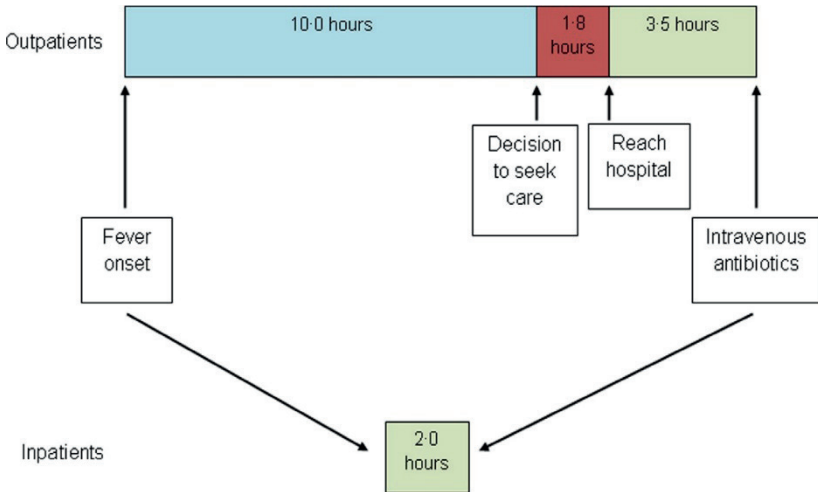 Outpatients
10·0 hours
1·8
hours
3·5 hours
Decision
to seek
care
Reach
hospital
Fever
onset
Intravenous
antibiotics
Inpatients
2·0
hours